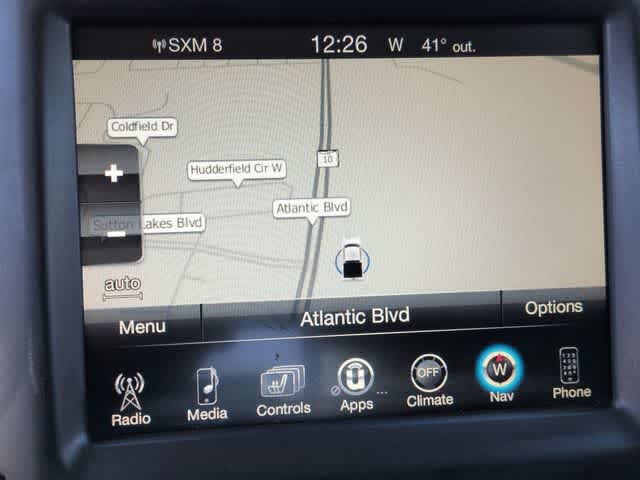 SXM 8 12:26 W 41° out.
Coldfield Dr
+
Hudderfield Cir W
10
Atlantic Blvd
Sutton Lakes Blvd
auto
Menu Atlantic Blvd Options
OFF W
Radio Media Controls Apps Climate Nav Phone